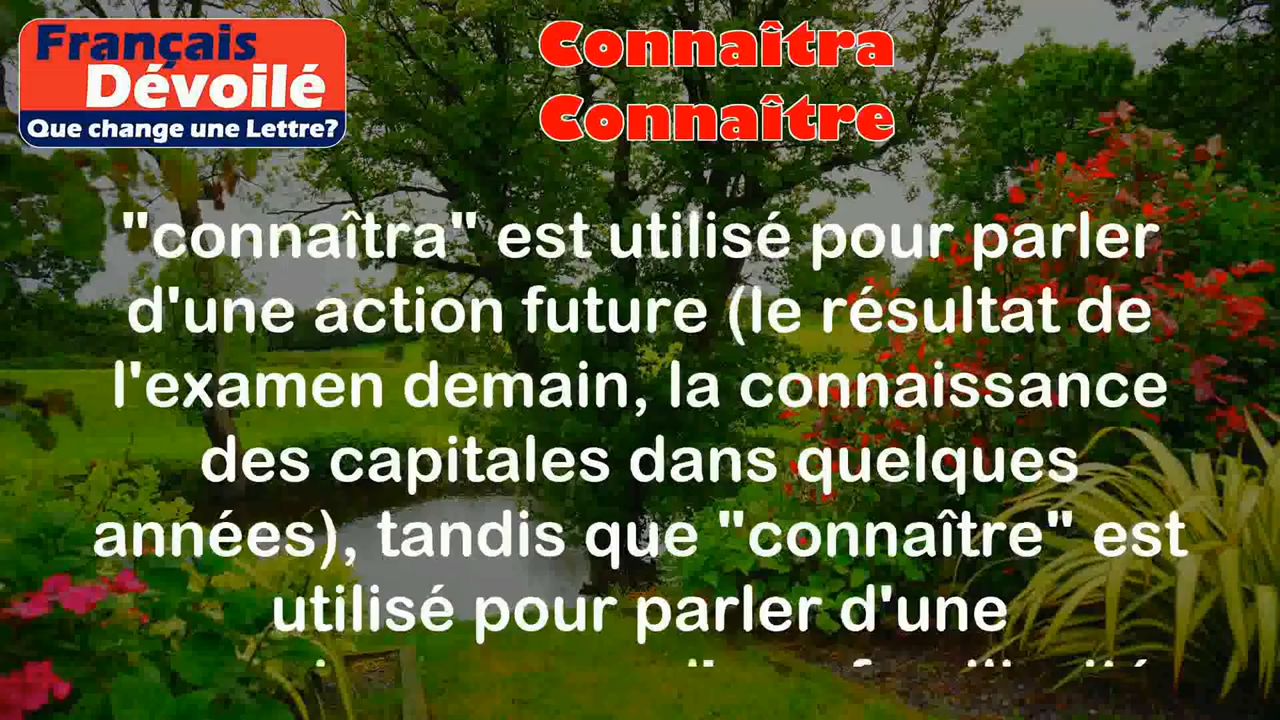 Français
Dévoilé
Que change une Lettre?
Connaîtra
Connaître
"connaîtra" est utilisé pour parler
d'une action future (le résultat de
l'examen demain, la connaissance
des capitales dans quelques
années), tandis que "connaître" est
utilisé pour parler d'une